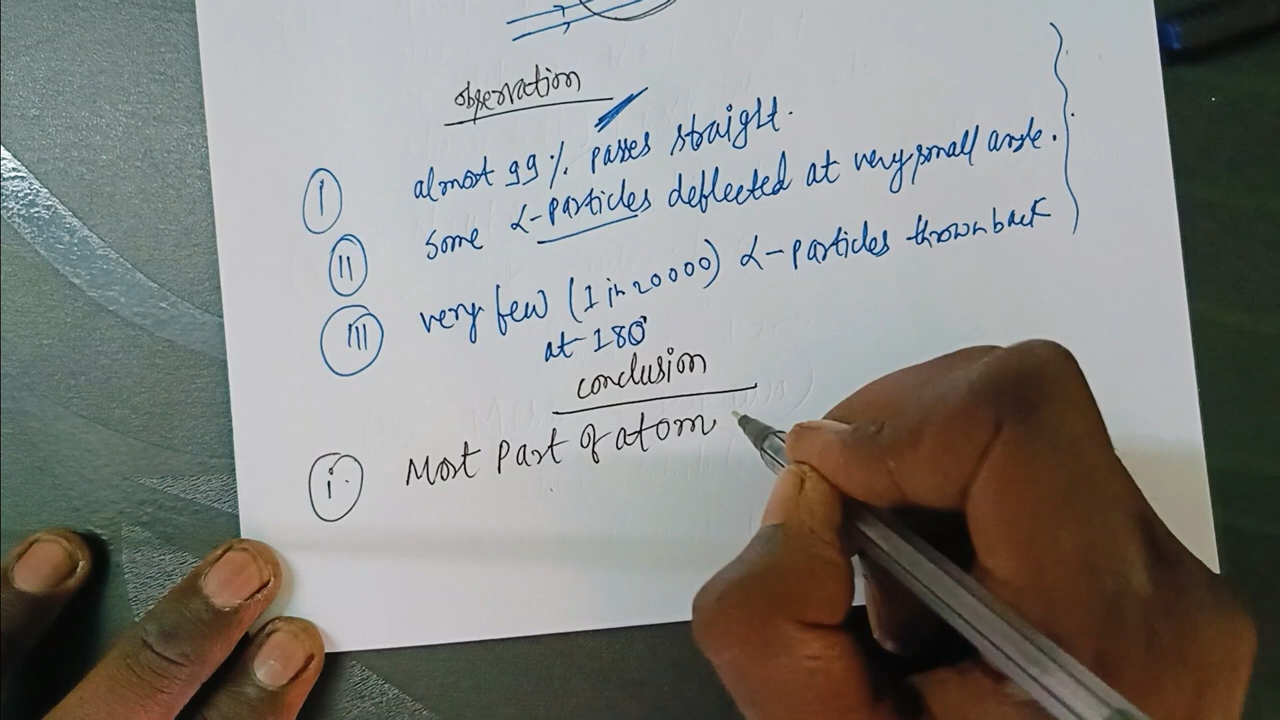 observation
I almost 99% passes straight.
II some α-particles deflected at very small angle.
III very few (1 in 20000) α-particles thrown back
at 180°
conclusion
i. Most Part of atom